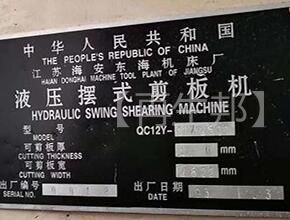 中华人民共和国
THE PEOPLE'S REPUBLIC OF CHINA
江苏海安东海机床厂
HAIAN DONGHAI MACHINE TOOL PLANT OF JIANGSU
液压摆式剪板机
HYDRAULIC SWING SHEARING MACHINE
型号
MODEL
QC12Y-
可剪板厚 mm
CUTTING THICKNESS
可剪板宽 mm
CUTTING WIDTH
出厂编号 出厂日期
SERIAL NO. DATE